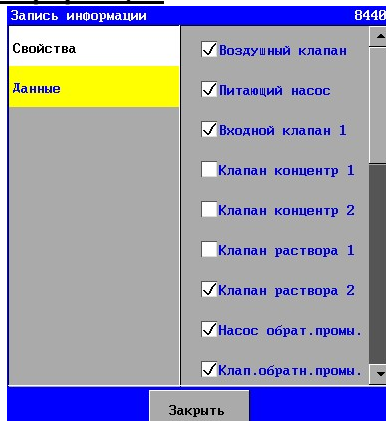 Запись информации 8440
Свойства
Данные
Воздушный клапан
Питающий насос
Входной клапан 1
Клапан концентр 1
Клапан концентр 2
Клапан раствора 1
Клапан раствора 2
Насос обрат.промы.
Клап.обратн.промы.
Закрыть